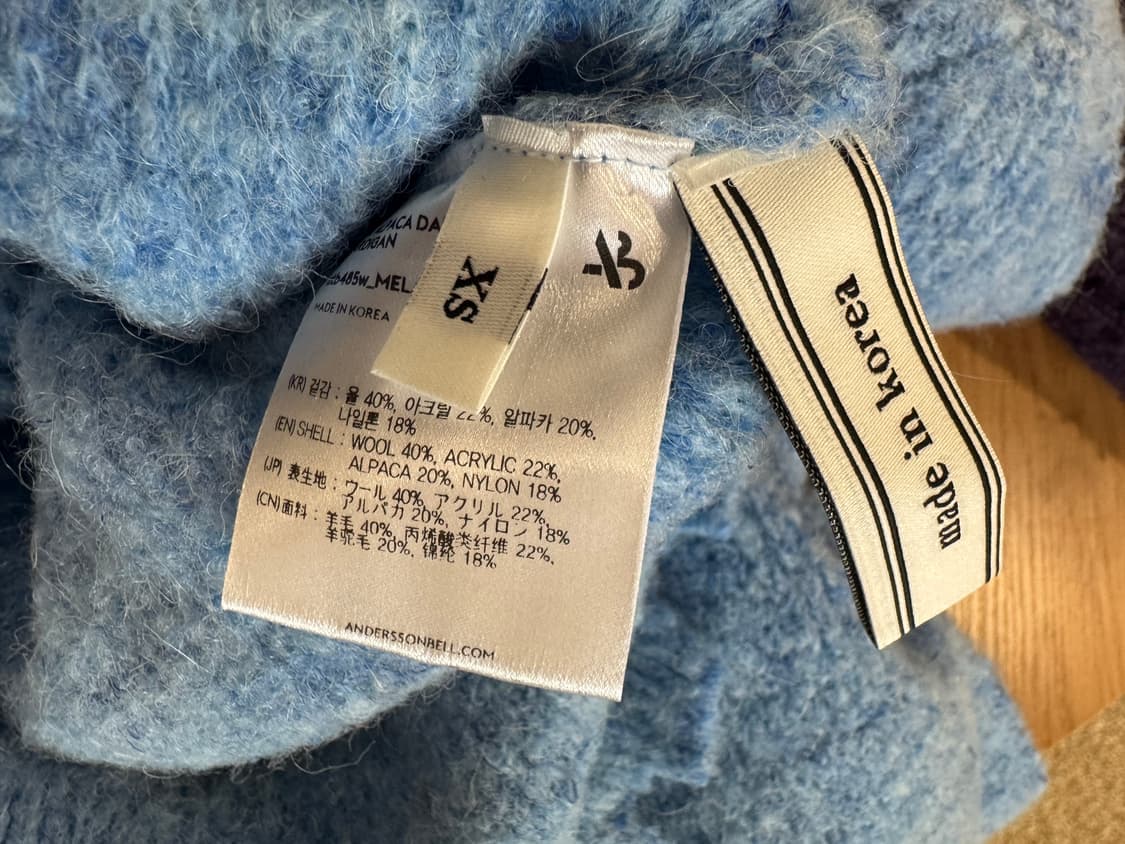 DA
MADE IN KOREA
XS
made in korea
(KR) 겉감 : 울 40%, 아크릴 22%, 알파카 20%,
나일론 18%
(EN) SHELL : WOOL 40%, ACRYLIC 22%,
ALPACA 20%, NYLON 18%
(JP) 表生地 : ウール 40%, アクリル 22%,
アルパカ 20%, ナイロン 18%
(CN) 面料 : 羊毛 40%, 丙烯酸类纤维 22%,
羊驼毛 20%, 锦纶 18%
ANDERSSONBELL.COM